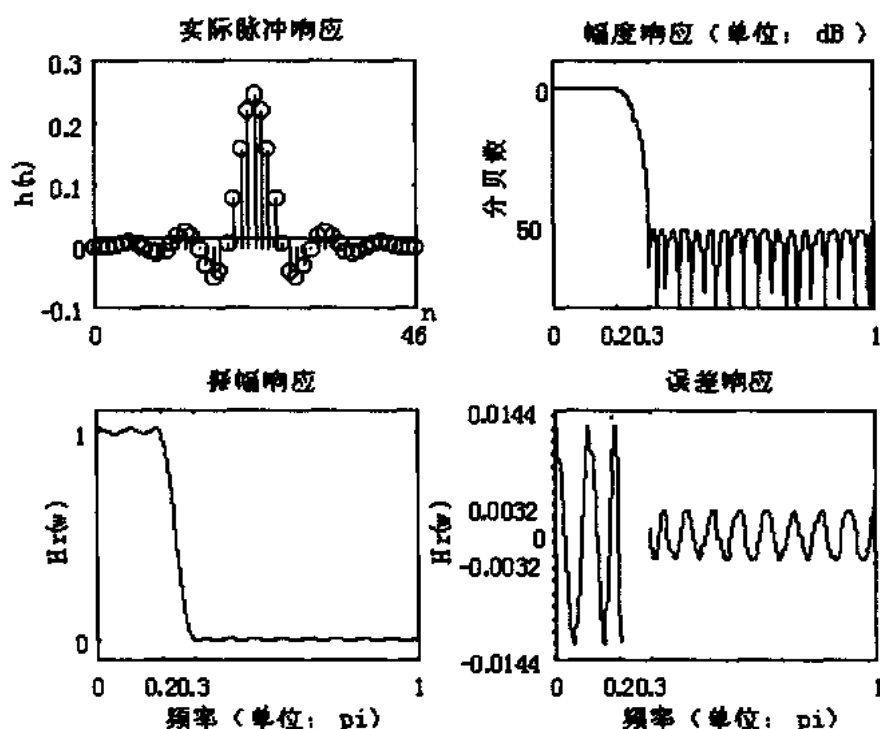 实际脉冲响应
0.3
0.2
0.1
0
-0.1
h(n)
0
46
n
幅度响应（单位： dB）
0
50
分贝数
0
0.20.3
1
振幅响应
1
0
Hr(w)
0
0.20.3
1
频率（单位： pi）
误差响应
0.0144
0.0032
0
-0.0032
-0.0144
Hr(w)
0
0.20.3
1
频率（单位： pi）